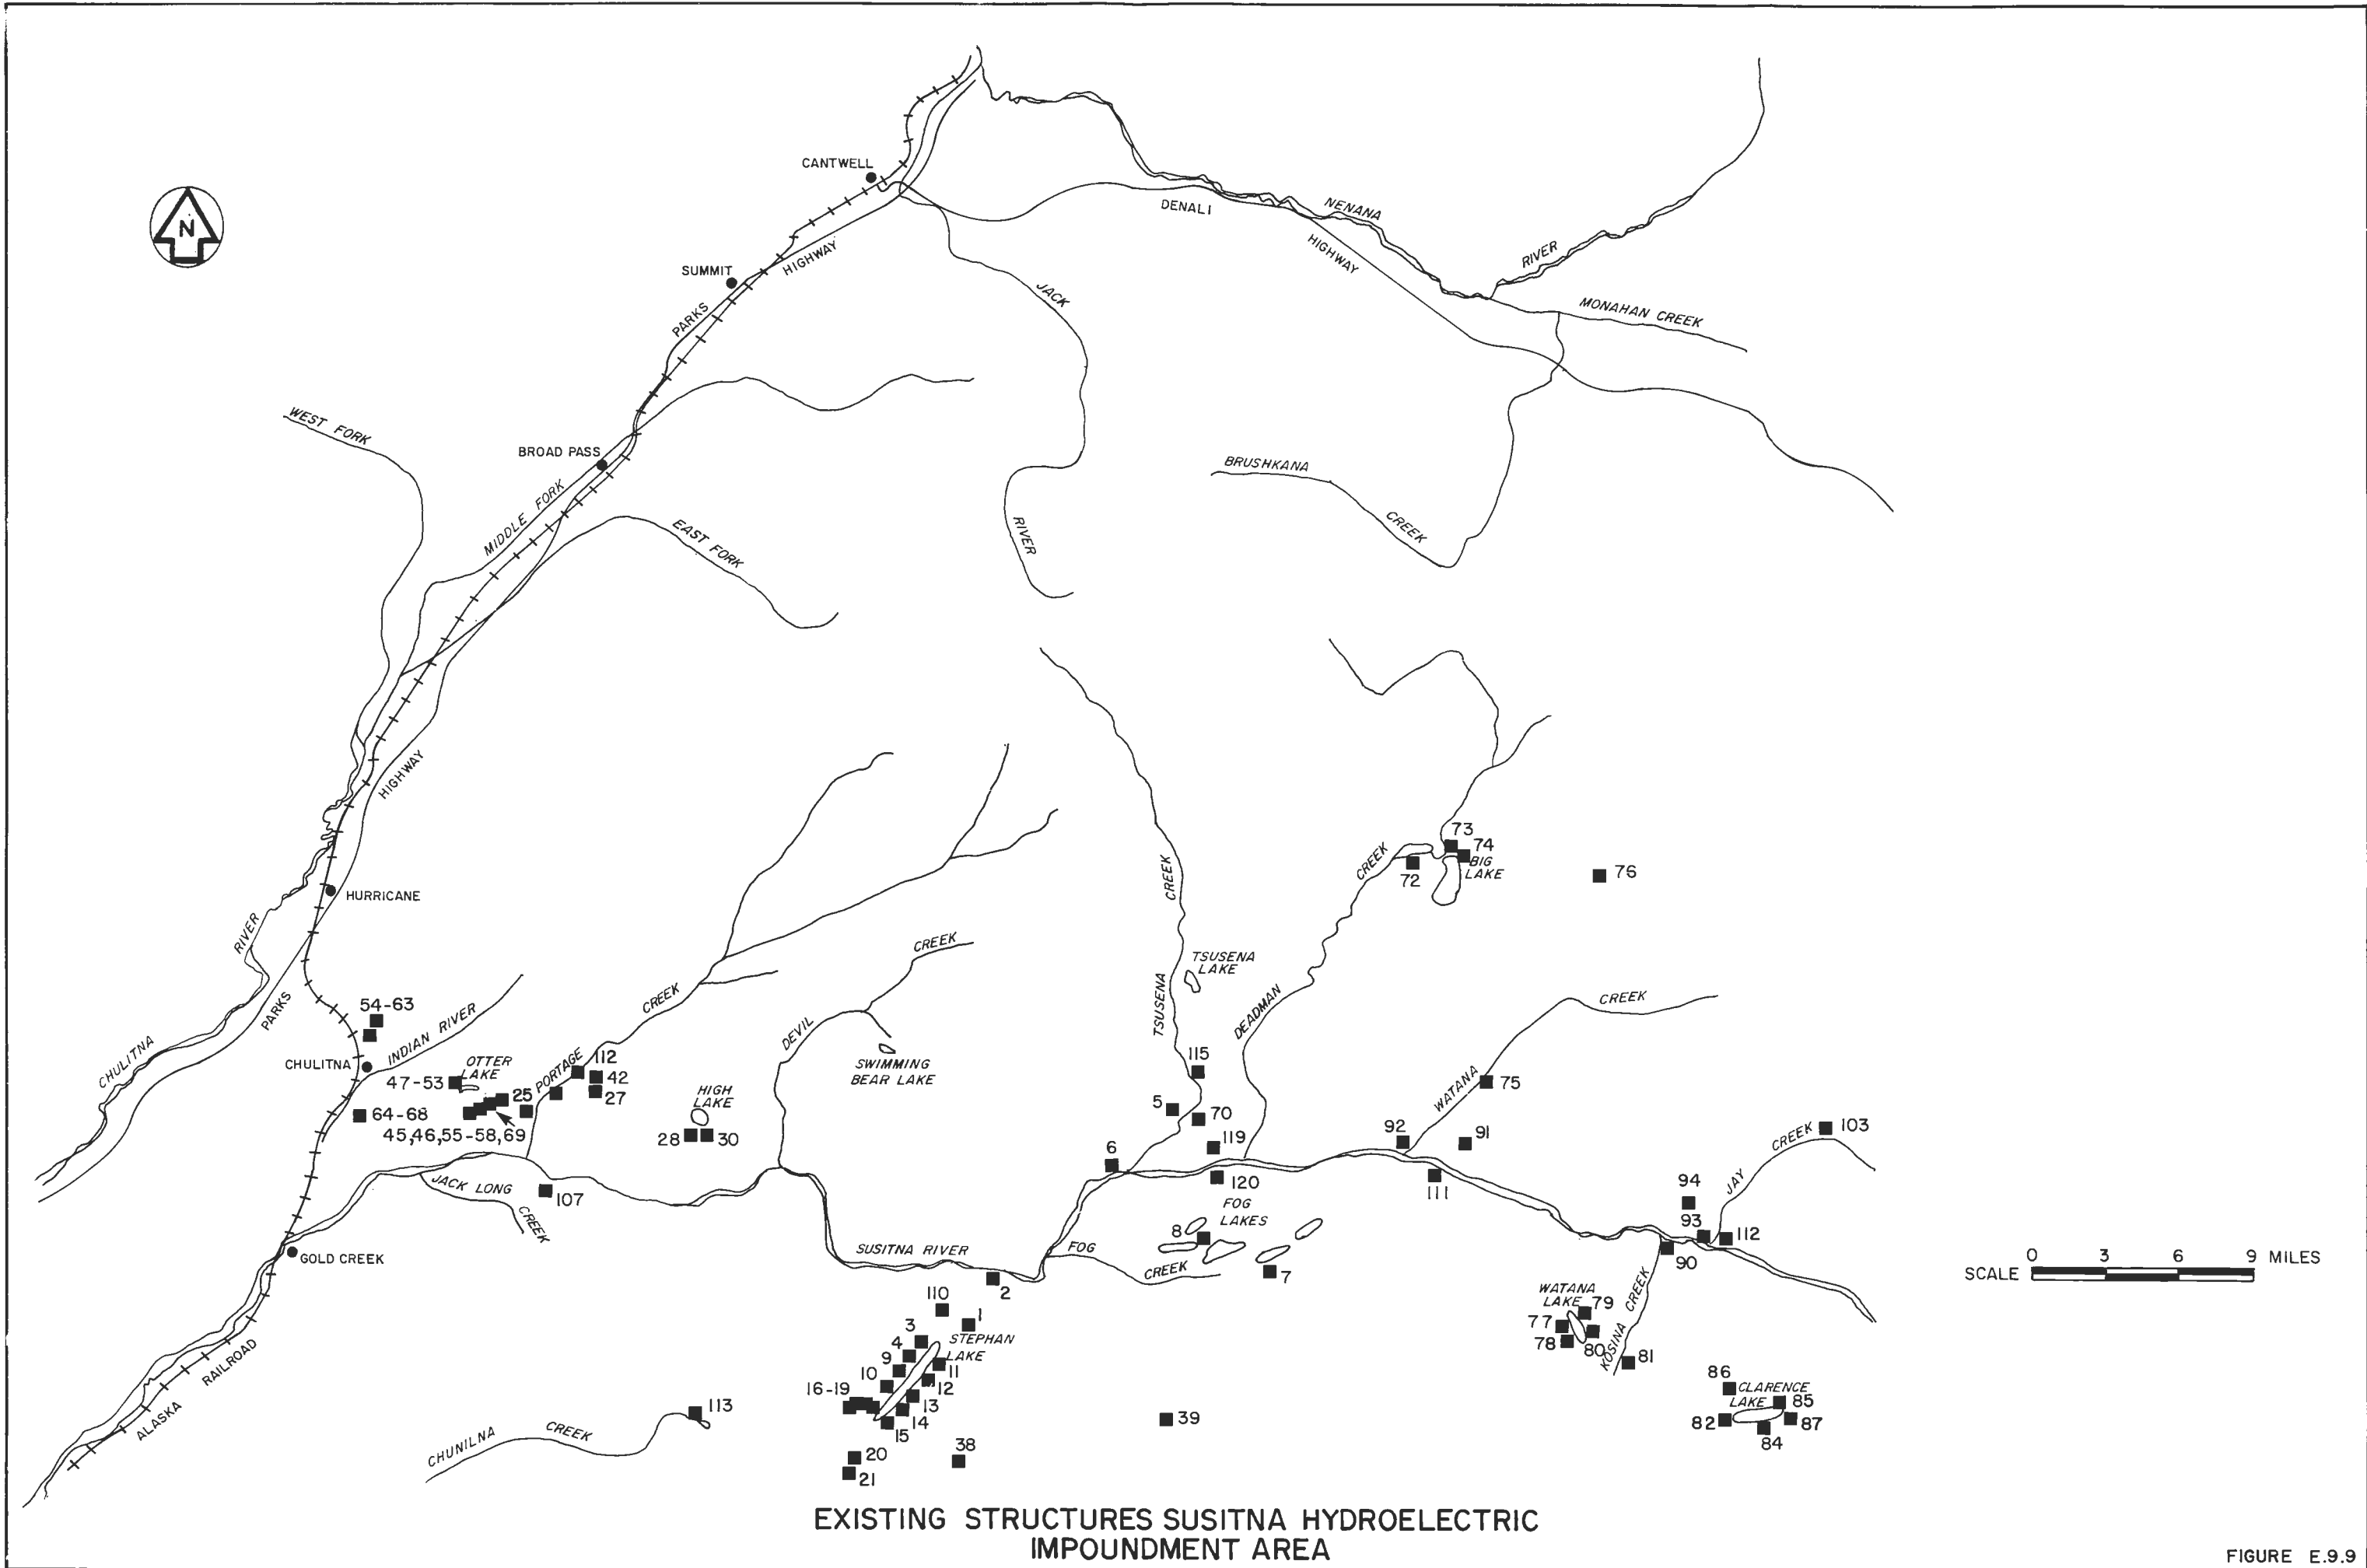 CANTWELL
N
DENALI
NENANA
HIGHWAY
RIVER
SUMMIT
HIGHWAY
JACK
PARKS
MONAHAN CREEK
WEST FORK
BROAD PASS
BRUSHKANA
MIDDLE FORK
EAST FORK
RIVER
CREEK
HIGHWAY
73
74
BIG
LAKE
CREEK
72
CREEK
76
HURRICANE
RIVER
CREEK
TSUSENA
LAKE
TSUSENA
CREEK
CREEK
DEADMAN
PARKS
54-63
INDIAN RIVER
DEVIL
CHULITNA
CHULITNA
OTTER
LAKE
47-53
PORTAGE
112
42
27
25
SWIMMING
BEAR LAKE
115
WATANA
75
HIGH
LAKE
64-68
45,46,55-58,69
28
30
5
70
119
92
91
CREEK
103
6
JACK LONG
CREEK
107
120
111
94
JAY
FOG
LAKES
8
93
112
GOLD CREEK
SUSITNA RIVER
FOG
CREEK
7
90
0 3 6 9 MILES
SCALE
2
110
1
WATANA
LAKE
79
77
78
80
KOSINA
CREEK
81
3
STEPHAN
LAKE
4
9
11
10
12
16-19
13
14
15
86
CLARENCE
LAKE
85
82
87
84
RAILROAD
ALASKA
113
CHUNILNA
CREEK
39
38
20
21
EXISTING STRUCTURES SUSITNA HYDROELECTRIC
IMPOUNDMENT AREA
FIGURE E.9.9